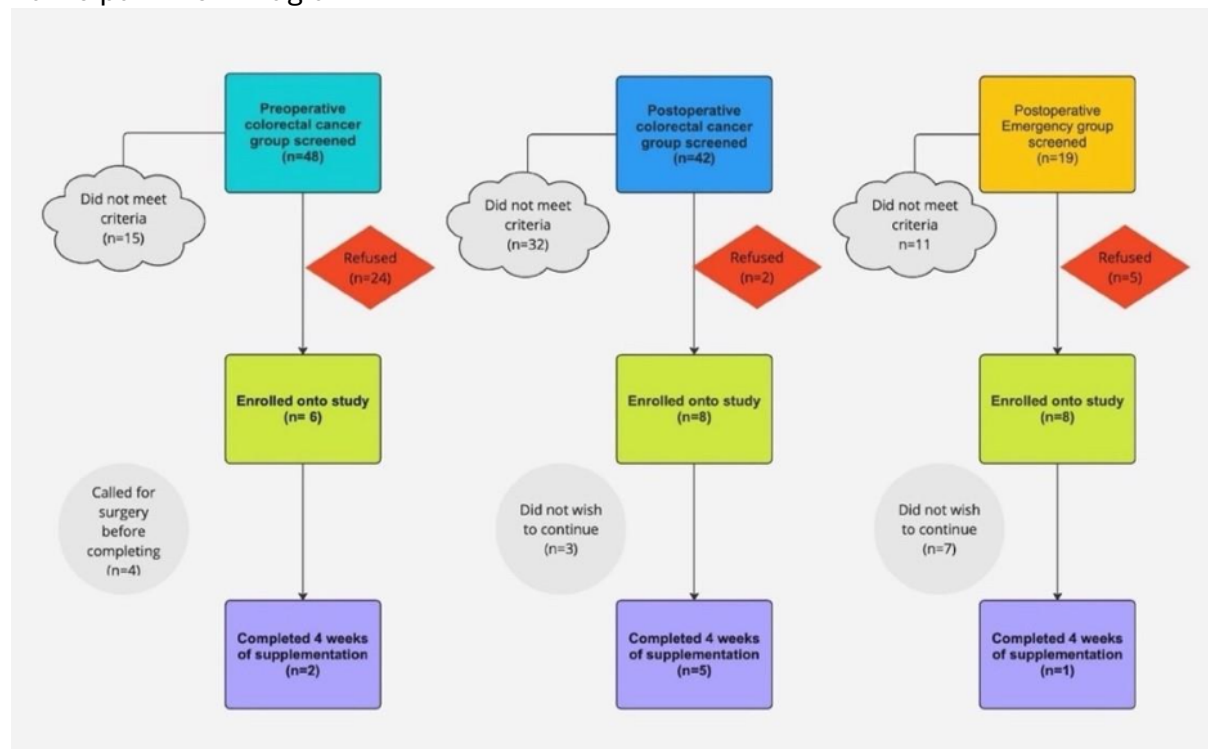 Preoperative
colorectal cancer
group screened
(n=48)
Did not meet
criteria
(n=15)
Refused
(n=24)
Enrolled onto study
(n= 6)
Called for
surgery
before
completing
(n=4)
Completed 4 weeks
of supplementation
(n=2)
Postoperative
colorectal cancer
group screened
(n=42)
Did not meet
criteria
(n=32)
Refused
(n=2)
Enrolled onto study
(n=8)
Did not wish
to continue
(n=3)
Completed 4 weeks
of supplementation
(n=5)
Postoperative
Emergency group
screened
(n=19)
Did not meet
criteria
n=11
Refused
(n=5)
Enrolled onto study
(n=8)
Did not wish
to continue
(n=7)
Completed 4 weeks
of supplementation
(n=1)